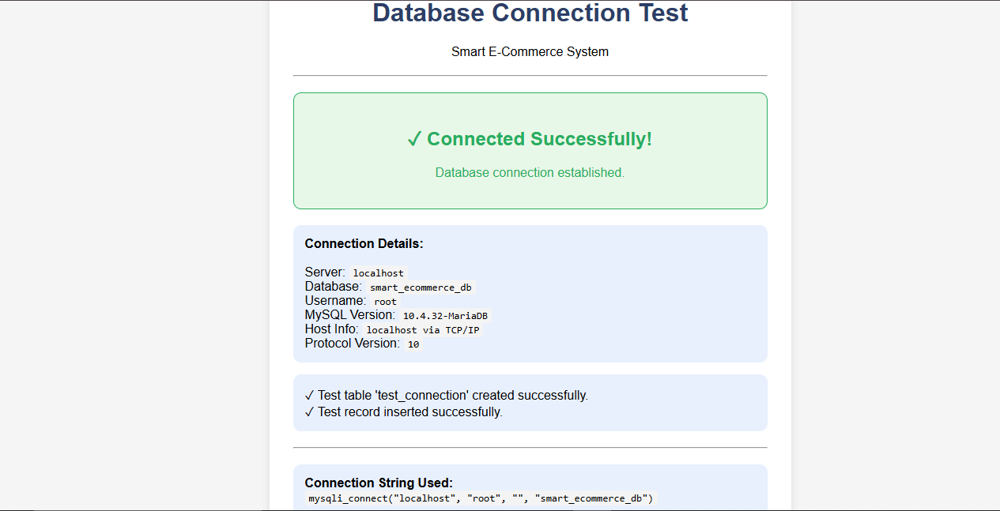 Database Connection Test
Smart E-Commerce System
✓ Connected Successfully!
Database connection established.
Connection Details:
Server: localhost
Database: smart_ecommerce_db
Username: root
MySQL Version: 10.4.32-MariaDB
Host Info: localhost via TCP/IP
Protocol Version: 10
✓ Test table 'test_connection' created successfully.
✓ Test record inserted successfully.
Connection String Used:
mysqli_connect("localhost", "root", "", "smart_ecommerce_db")